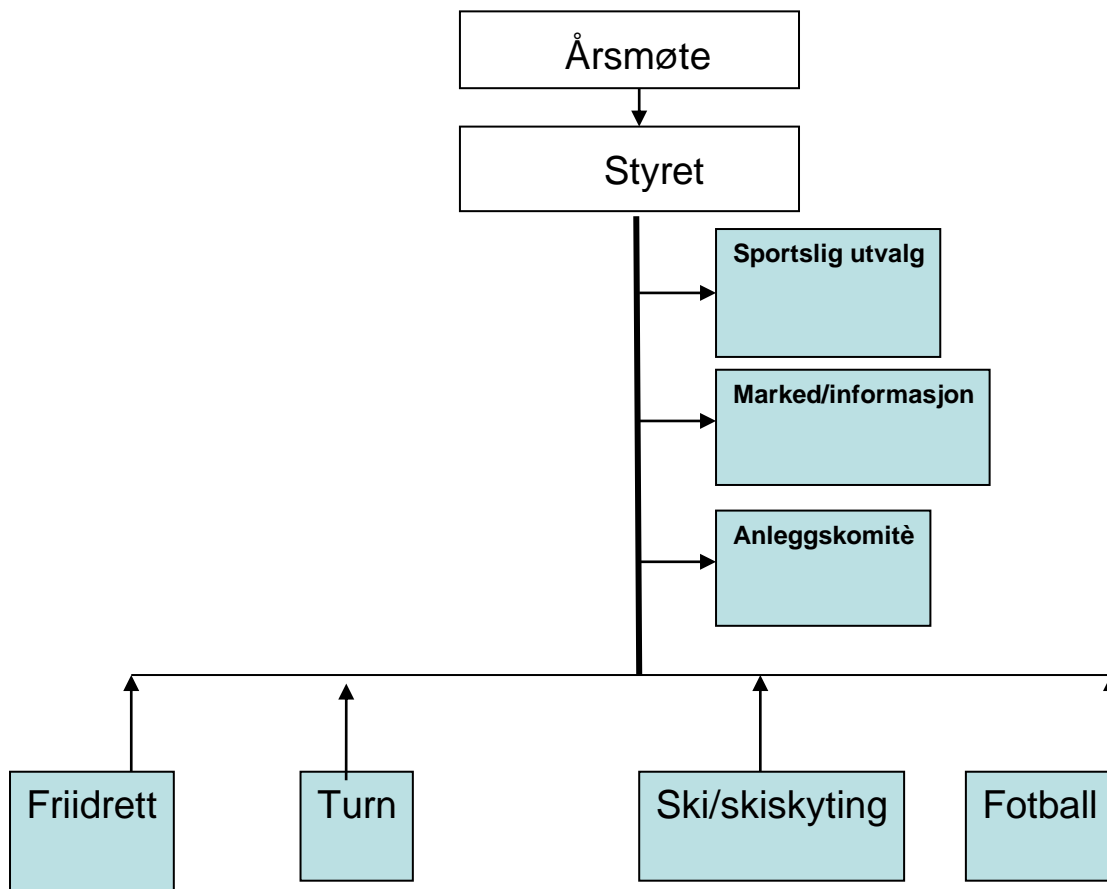 Årsmøte
Styret
Sportslig utvalg
Marked/informasjon
Anleggskomitè
Friidrett
Turn
Ski/skiskyting
Fotball